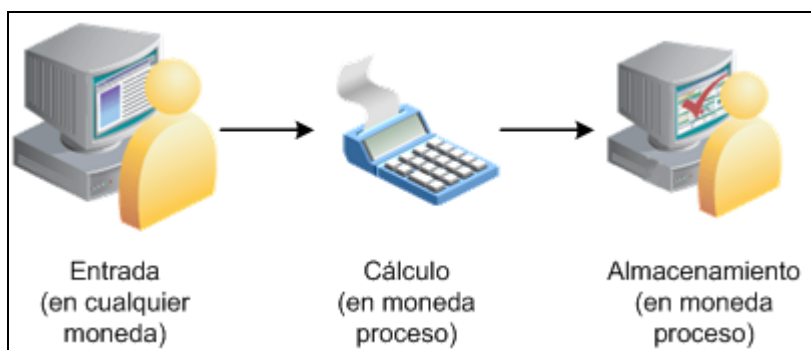 Entrada
(en cualquier
moneda)
Cálculo
(en moneda
proceso)
Almacenamiento
(en moneda
proceso)